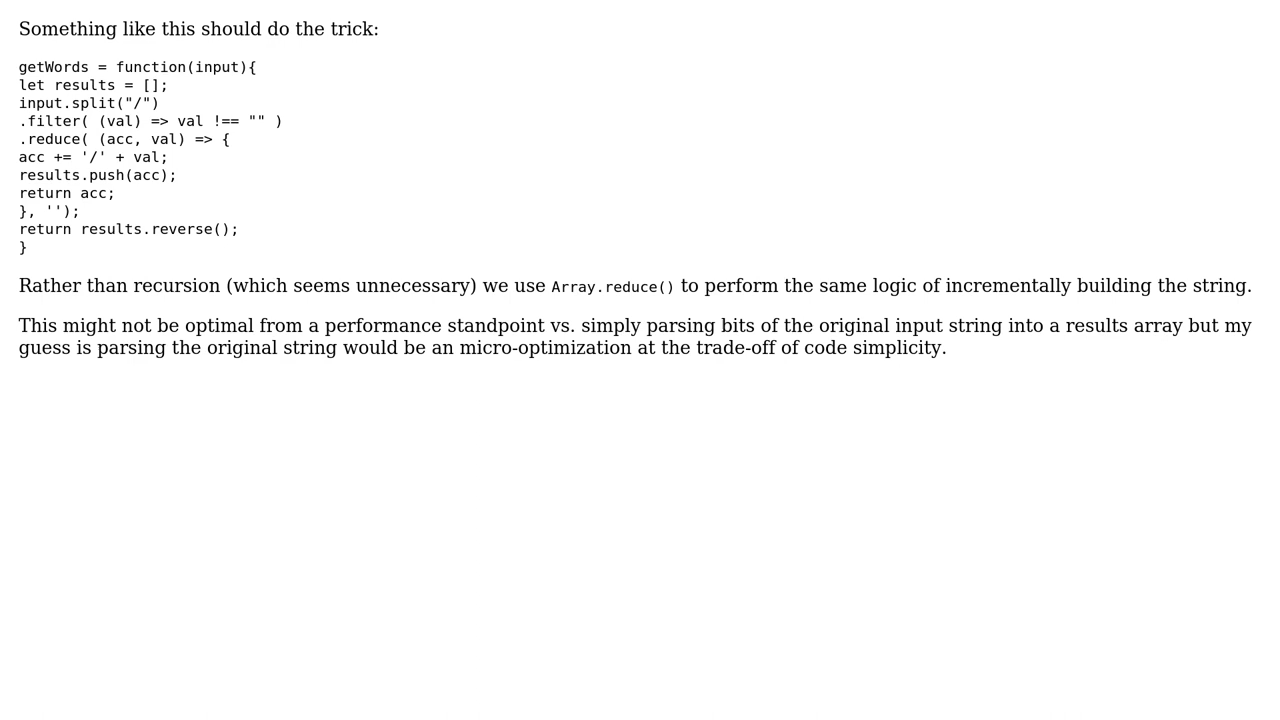 Something like this should do the trick:
getWords = function(input){
let results = [];
input.split("/")
.filter( (val) => val !== "" )
.reduce( (acc, val) => {
acc += '/' + val;
results.push(acc);
return acc;
}, '');
return results.reverse();
}
Rather than recursion (which seems unnecessary) we use Array.reduce() to perform the same logic of incrementally building the string.
This might not be optimal from a performance standpoint vs. simply parsing bits of the original input string into a results array but my
guess is parsing the original string would be an micro-optimization at the trade-off of code simplicity.